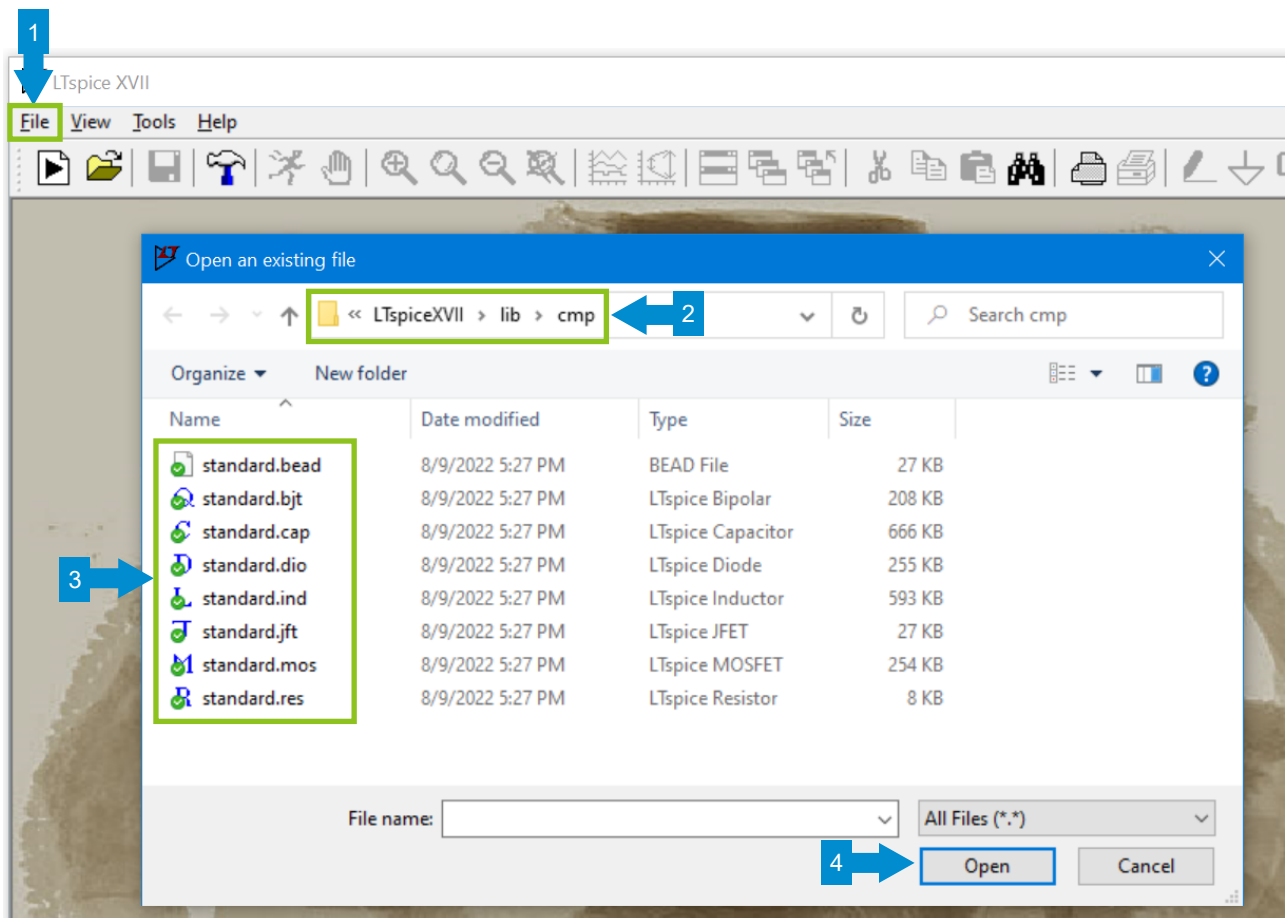 1
LTspice XVII
File View Tools Help
Open an existing file
« LTspiceXVII › lib › cmp 2 Search cmp
Organize New folder
Name Date modified Type Size
standard.bead 8/9/2022 5:27 PM BEAD File 27 KB
standard.bjt 8/9/2022 5:27 PM LTspice Bipolar 208 KB
standard.cap 8/9/2022 5:27 PM LTspice Capacitor 666 KB
3 standard.dio 8/9/2022 5:27 PM LTspice Diode 255 KB
standard.ind 8/9/2022 5:27 PM LTspice Inductor 593 KB
standard.jft 8/9/2022 5:27 PM LTspice JFET 27 KB
standard.mos 8/9/2022 5:27 PM LTspice MOSFET 254 KB
standard.res 8/9/2022 5:27 PM LTspice Resistor 8 KB
File name: All Files (*.*)
4 Open Cancel